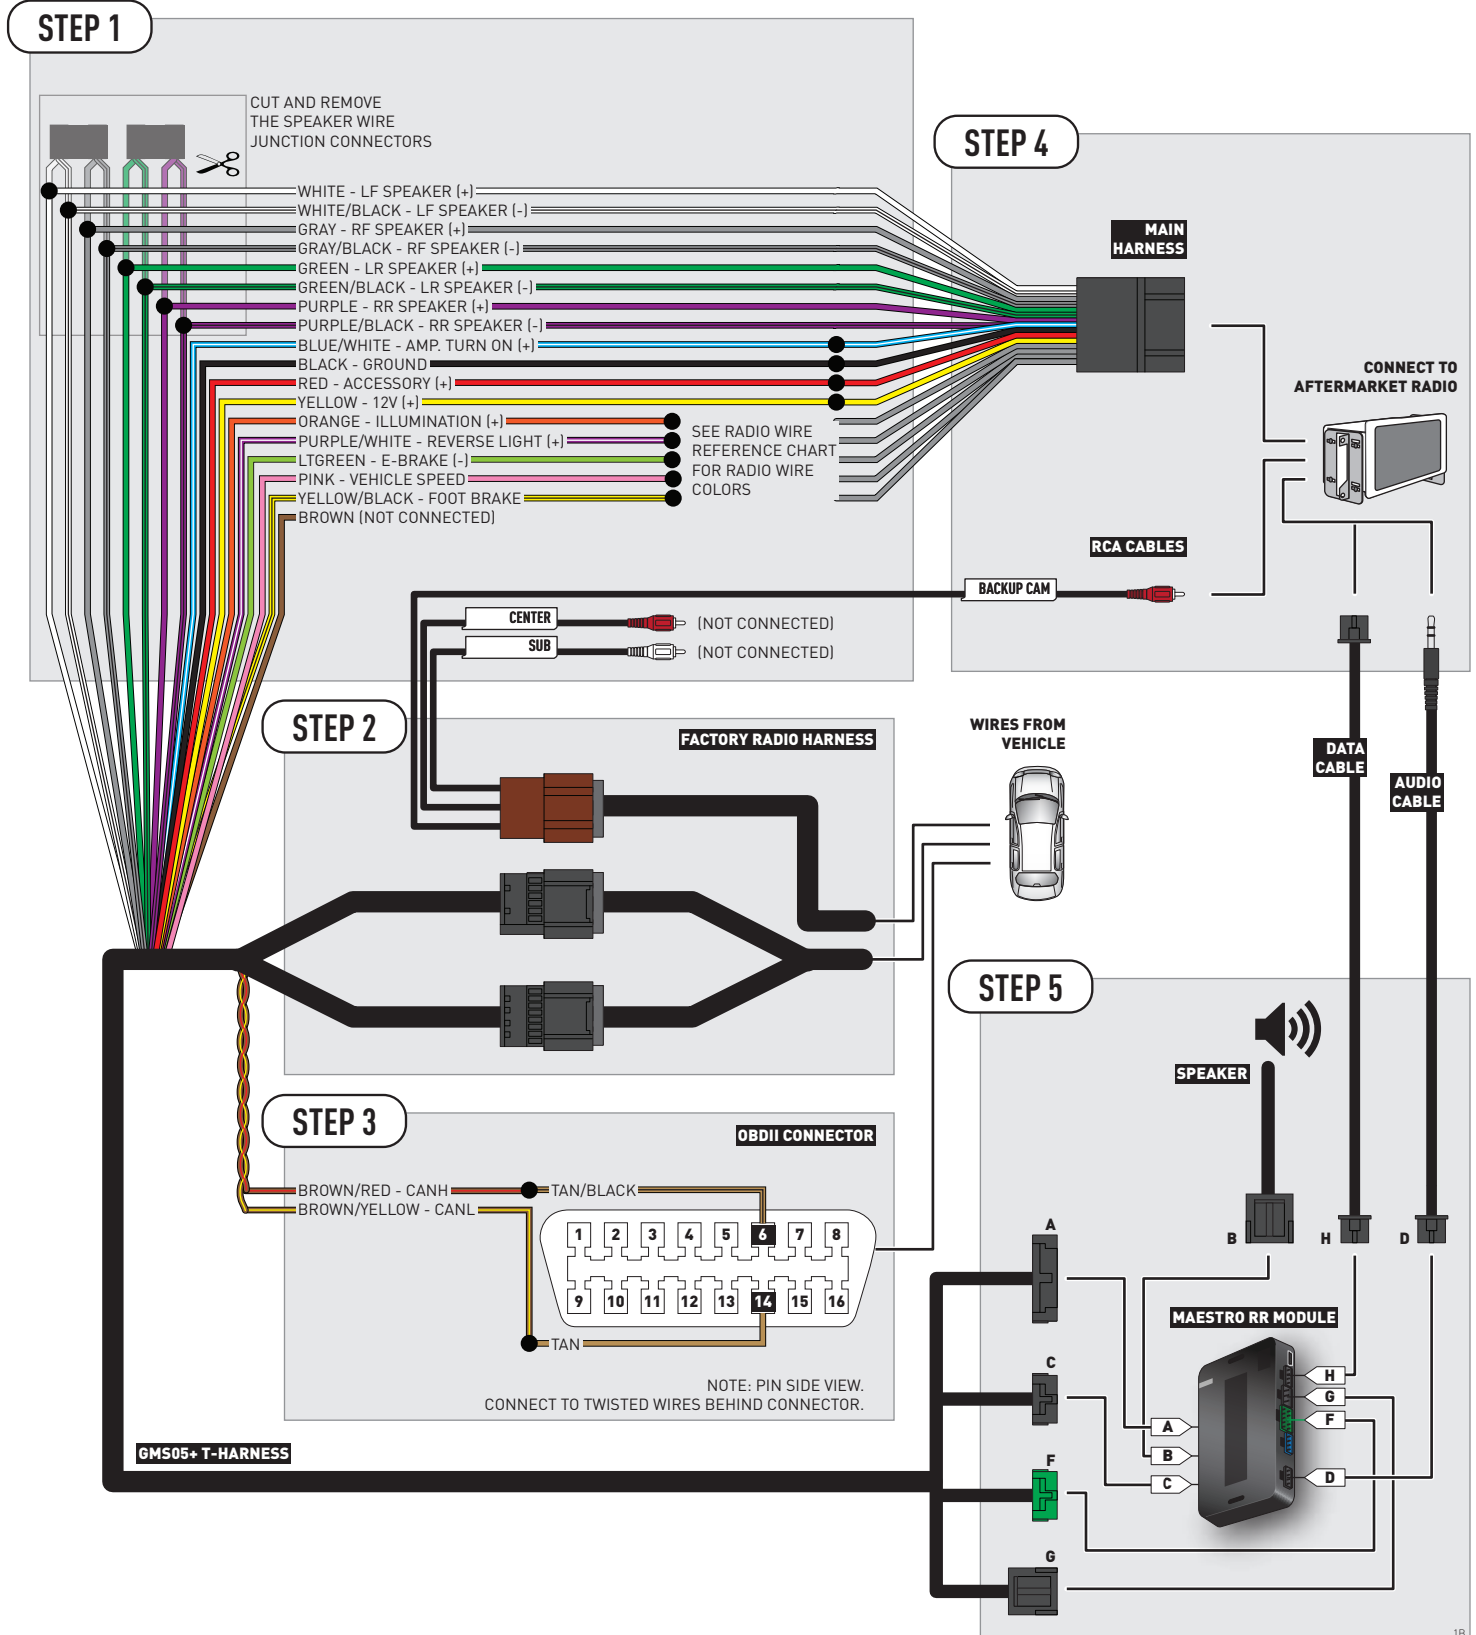 STEP 1
CUT AND REMOVE
THE SPEAKER WIRE
JUNCTION CONNECTORS
WHITE - LF SPEAKER (+)
WHITE/BLACK - LF SPEAKER (-)
GRAY - RF SPEAKER (+)
GRAY/BLACK - RF SPEAKER (-)
GREEN - LR SPEAKER (+)
GREEN/BLACK - LR SPEAKER (-)
PURPLE - RR SPEAKER (+)
PURPLE/BLACK - RR SPEAKER (-)
BLUE/WHITE - AMP. TURN ON (+)
BLACK - GROUND
RED - ACCESSORY (+)
YELLOW - 12V (+)
ORANGE - ILLUMINATION (+)
PURPLE/WHITE - REVERSE LIGHT (+)
LTGREEN - E-BRAKE (-)
PINK - VEHICLE SPEED
YELLOW/BLACK - FOOT BRAKE
BROWN (NOT CONNECTED)
SEE RADIO WIRE
REFERENCE CHART
FOR RADIO WIRE
COLORS
CENTER
(NOT CONNECTED)
SUB
(NOT CONNECTED)
STEP 4
MAIN
HARNESS
CONNECT TO
AFTERMARKET RADIO
RCA CABLES
BACKUP CAM
DATA
CABLE
AUDIO
CABLE
STEP 2
FACTORY RADIO HARNESS
WIRES FROM
VEHICLE
STEP 3
OBDII CONNECTOR
BROWN/RED - CANH
TAN/BLACK
BROWN/YELLOW - CANL
1 2 3 4 5 6 7 8
9 10 11 12 13 14 15 16
TAN
NOTE: PIN SIDE VIEW.
CONNECT TO TWISTED WIRES BEHIND CONNECTOR.
GMS05+ T-HARNESS
STEP 5
SPEAKER
A
B
H
D
C
F
G
MAESTRO RR MODULE
H
G
F
D
A
B
C
1B